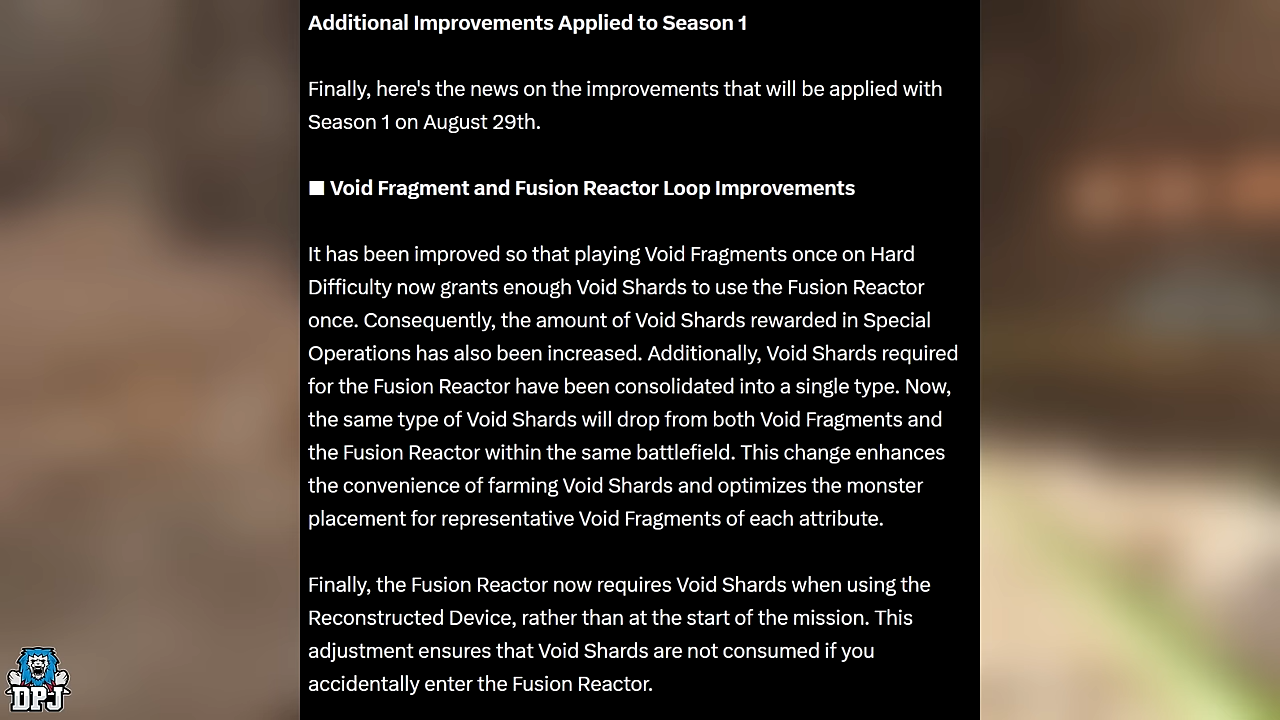 Additional Improvements Applied to Season 1
Finally, here's the news on the improvements that will be applied with
Season 1 on August 29th.
■ Void Fragment and Fusion Reactor Loop Improvements
It has been improved so that playing Void Fragments once on Hard
Difficulty now grants enough Void Shards to use the Fusion Reactor
once. Consequently, the amount of Void Shards rewarded in Special
Operations has also been increased. Additionally, Void Shards required
for the Fusion Reactor have been consolidated into a single type. Now,
the same type of Void Shards will drop from both Void Fragments and
the Fusion Reactor within the same battlefield. This change enhances
the convenience of farming Void Shards and optimizes the monster
placement for representative Void Fragments of each attribute.
Finally, the Fusion Reactor now requires Void Shards when using the
Reconstructed Device, rather than at the start of the mission. This
adjustment ensures that Void Shards are not consumed if you
accidentally enter the Fusion Reactor.
DPJ